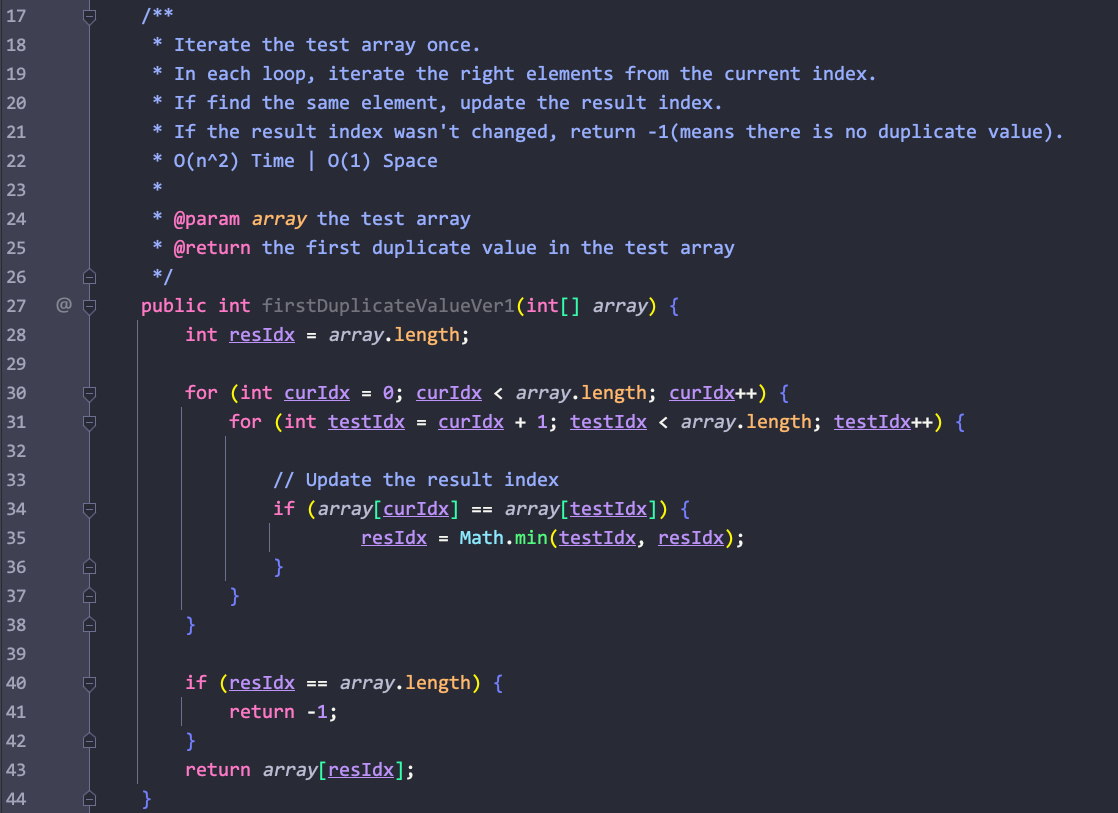 17 /**
18 * Iterate the test array once.
19 * In each loop, iterate the right elements from the current index.
20 * If find the same element, update the result index.
21 * If the result index wasn't changed, return -1(means there is no duplicate value).
22 * O(n^2) Time | O(1) Space
23 *
24 * @param array the test array
25 * @return the first duplicate value in the test array
26 */
27 @ public int firstDuplicateValueVer1(int[] array) {
28 int resIdx = array.length;
29
30 for (int curIdx = 0; curIdx < array.length; curIdx++) {
31 for (int testIdx = curIdx + 1; testIdx < array.length; testIdx++) {
32
33 // Update the result index
34 if (array[curIdx] == array[testIdx]) {
35 resIdx = Math.min(testIdx, resIdx);
36 }
37 }
38 }
39
40 if (resIdx == array.length) {
41 return -1;
42 }
43 return array[resIdx];
44 }